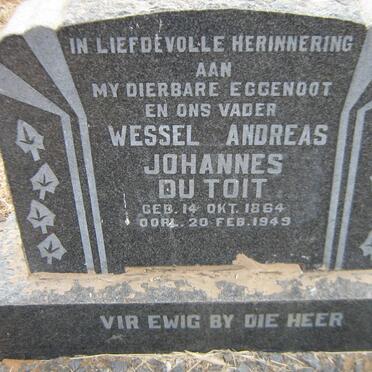 IN LIEFDEVOLLE HERINNERING
AAN
MY DIERBARE EGGENOOT
EN ONS VADER
WESSEL ANDREAS
JOHANNES
DU TOIT
GEB. 14 OKT. 1864
OORL. 20 FEB. 1949
VIR EWIG BY DIE HEER